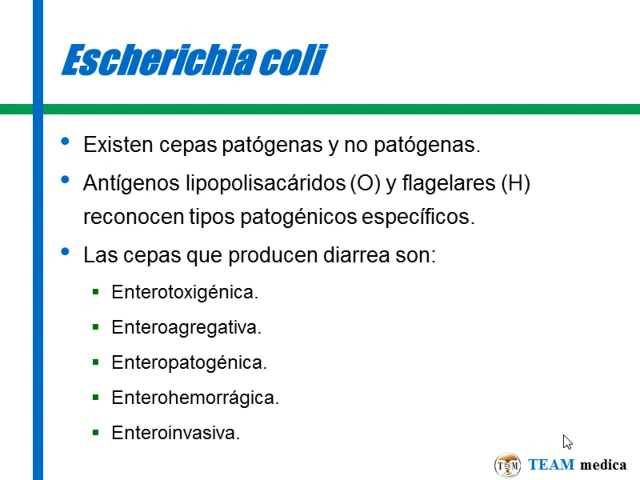 Escherichia coli
• Existen cepas patógenas y no patógenas.
• Antígenos lipopolisacáridos (O) y flagelares (H)
reconocen tipos patogénicos específicos.
• Las cepas que producen diarrea son:
▪ Enterotoxigénica.
▪ Enteroagregativa.
▪ Enteropatogénica.
▪ Enterohemorrágica.
▪ Enteroinvasiva.
TEAM medica